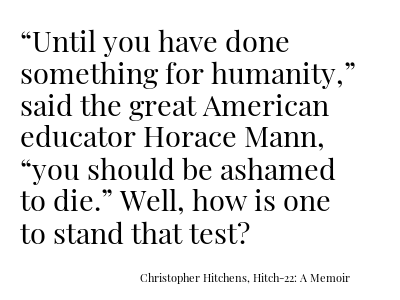 “Until you have done
something for humanity,”
said the great American
educator Horace Mann,
“you should be ashamed
to die.” Well, how is one
to stand that test?
Christopher Hitchens, Hitch-22: A Memoir